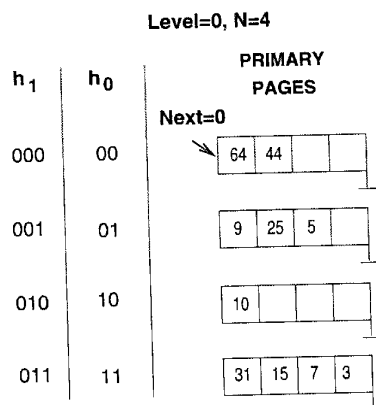 Level=0, N=4
h1 h0 PRIMARY PAGES
Next=0
000 00 64 44
001 01 9 25 5
010 10 10
011 11 31 15 7 3